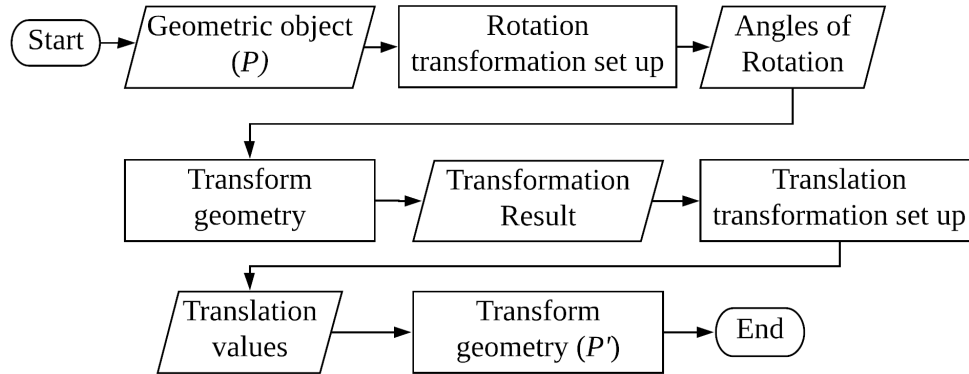 Start
Geometric object
(P)
Rotation
transformation set up
Angles of
Rotation
Transform
geometry
Transformation
Result
Translation
transformation set up
Translation
values
Transform
geometry (P')
End